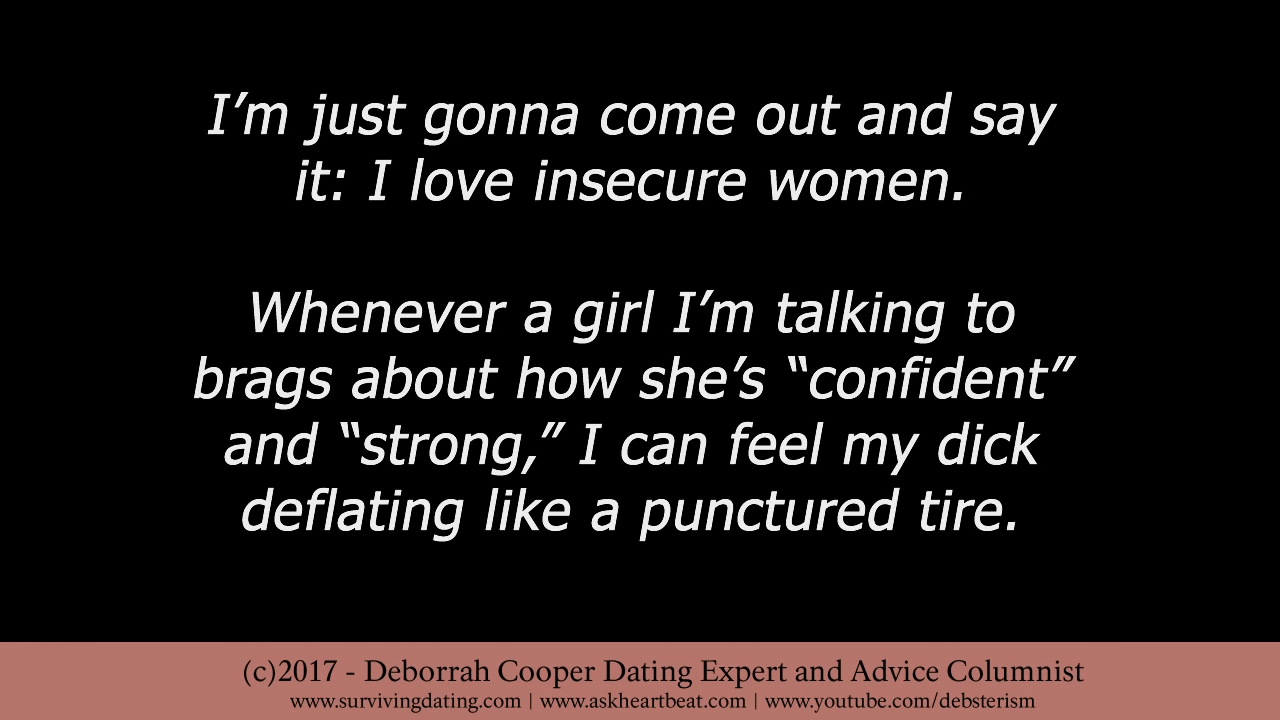 I’m just gonna come out and say
it: I love insecure women.
Whenever a girl I’m talking to
brags about how she’s “confident”
and “strong,” I can feel my dick
deflating like a punctured tire.
(c)2017 - Deborrah Cooper Dating Expert and Advice Columnist
www.survivingdating.com | www.askheartbeat.com | www.youtube.com/debsterism